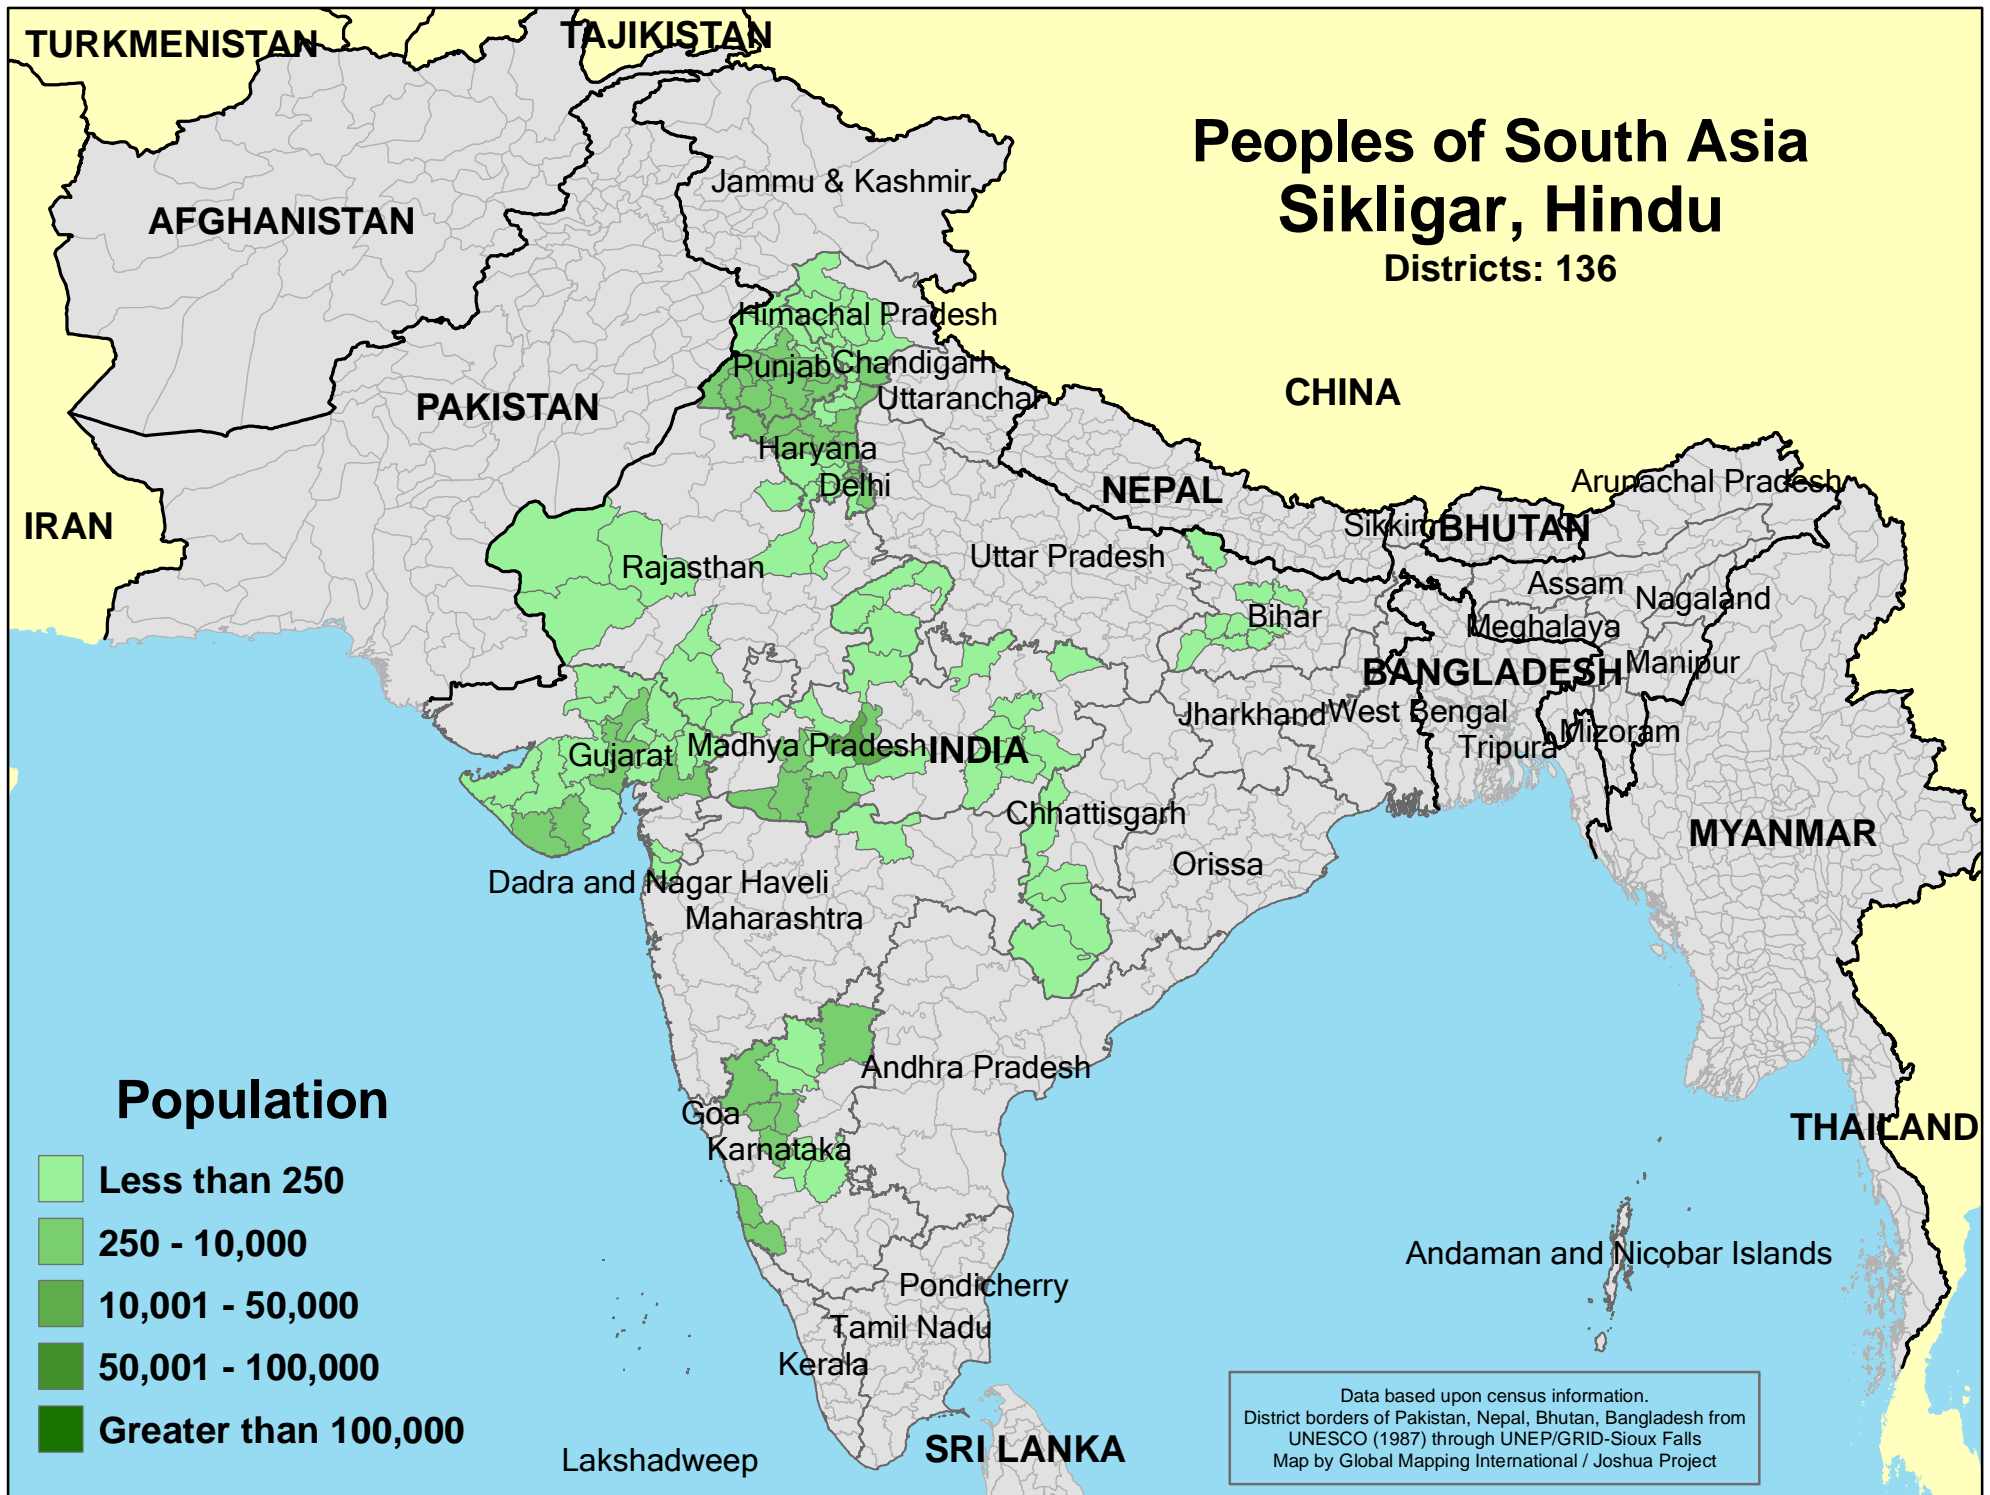 TURKMENISTAN
TAJIKISTAN
Peoples of South Asia
Sikligar, Hindu
Districts: 136
Jammu & Kashmir
AFGHANISTAN
Himachal Pradesh
Punjab
Chandigarh
CHINA
Uttaranchal
PAKISTAN
Haryana
Delhi
NEPAL
Arunachal Pradesh
IRAN
Sikkim
BHUTAN
Uttar Pradesh
Rajasthan
Assam
Nagaland
Bihar
Meghalaya
BANGLADESH
Manipur
Jharkhand
West Bengal
Tripura
Mizoram
Gujarat
Madhya Pradesh
INDIA
Chhattisgarh
MYANMAR
Orissa
Dadra and Nagar Haveli
Maharashtra
Andhra Pradesh
Goa
Karnataka
THAILAND
Andaman and Nicobar Islands
Pondicherry
Tamil Nadu
Kerala
Lakshadweep
SRI LANKA
Population
Less than 250
250 - 10,000
10,001 - 50,000
50,001 - 100,000
Greater than 100,000
Data based upon census information.
District borders of Pakistan, Nepal, Bhutan, Bangladesh from
UNESCO (1987) through UNEP/GRID-Sioux Falls
Map by Global Mapping International / Joshua Project